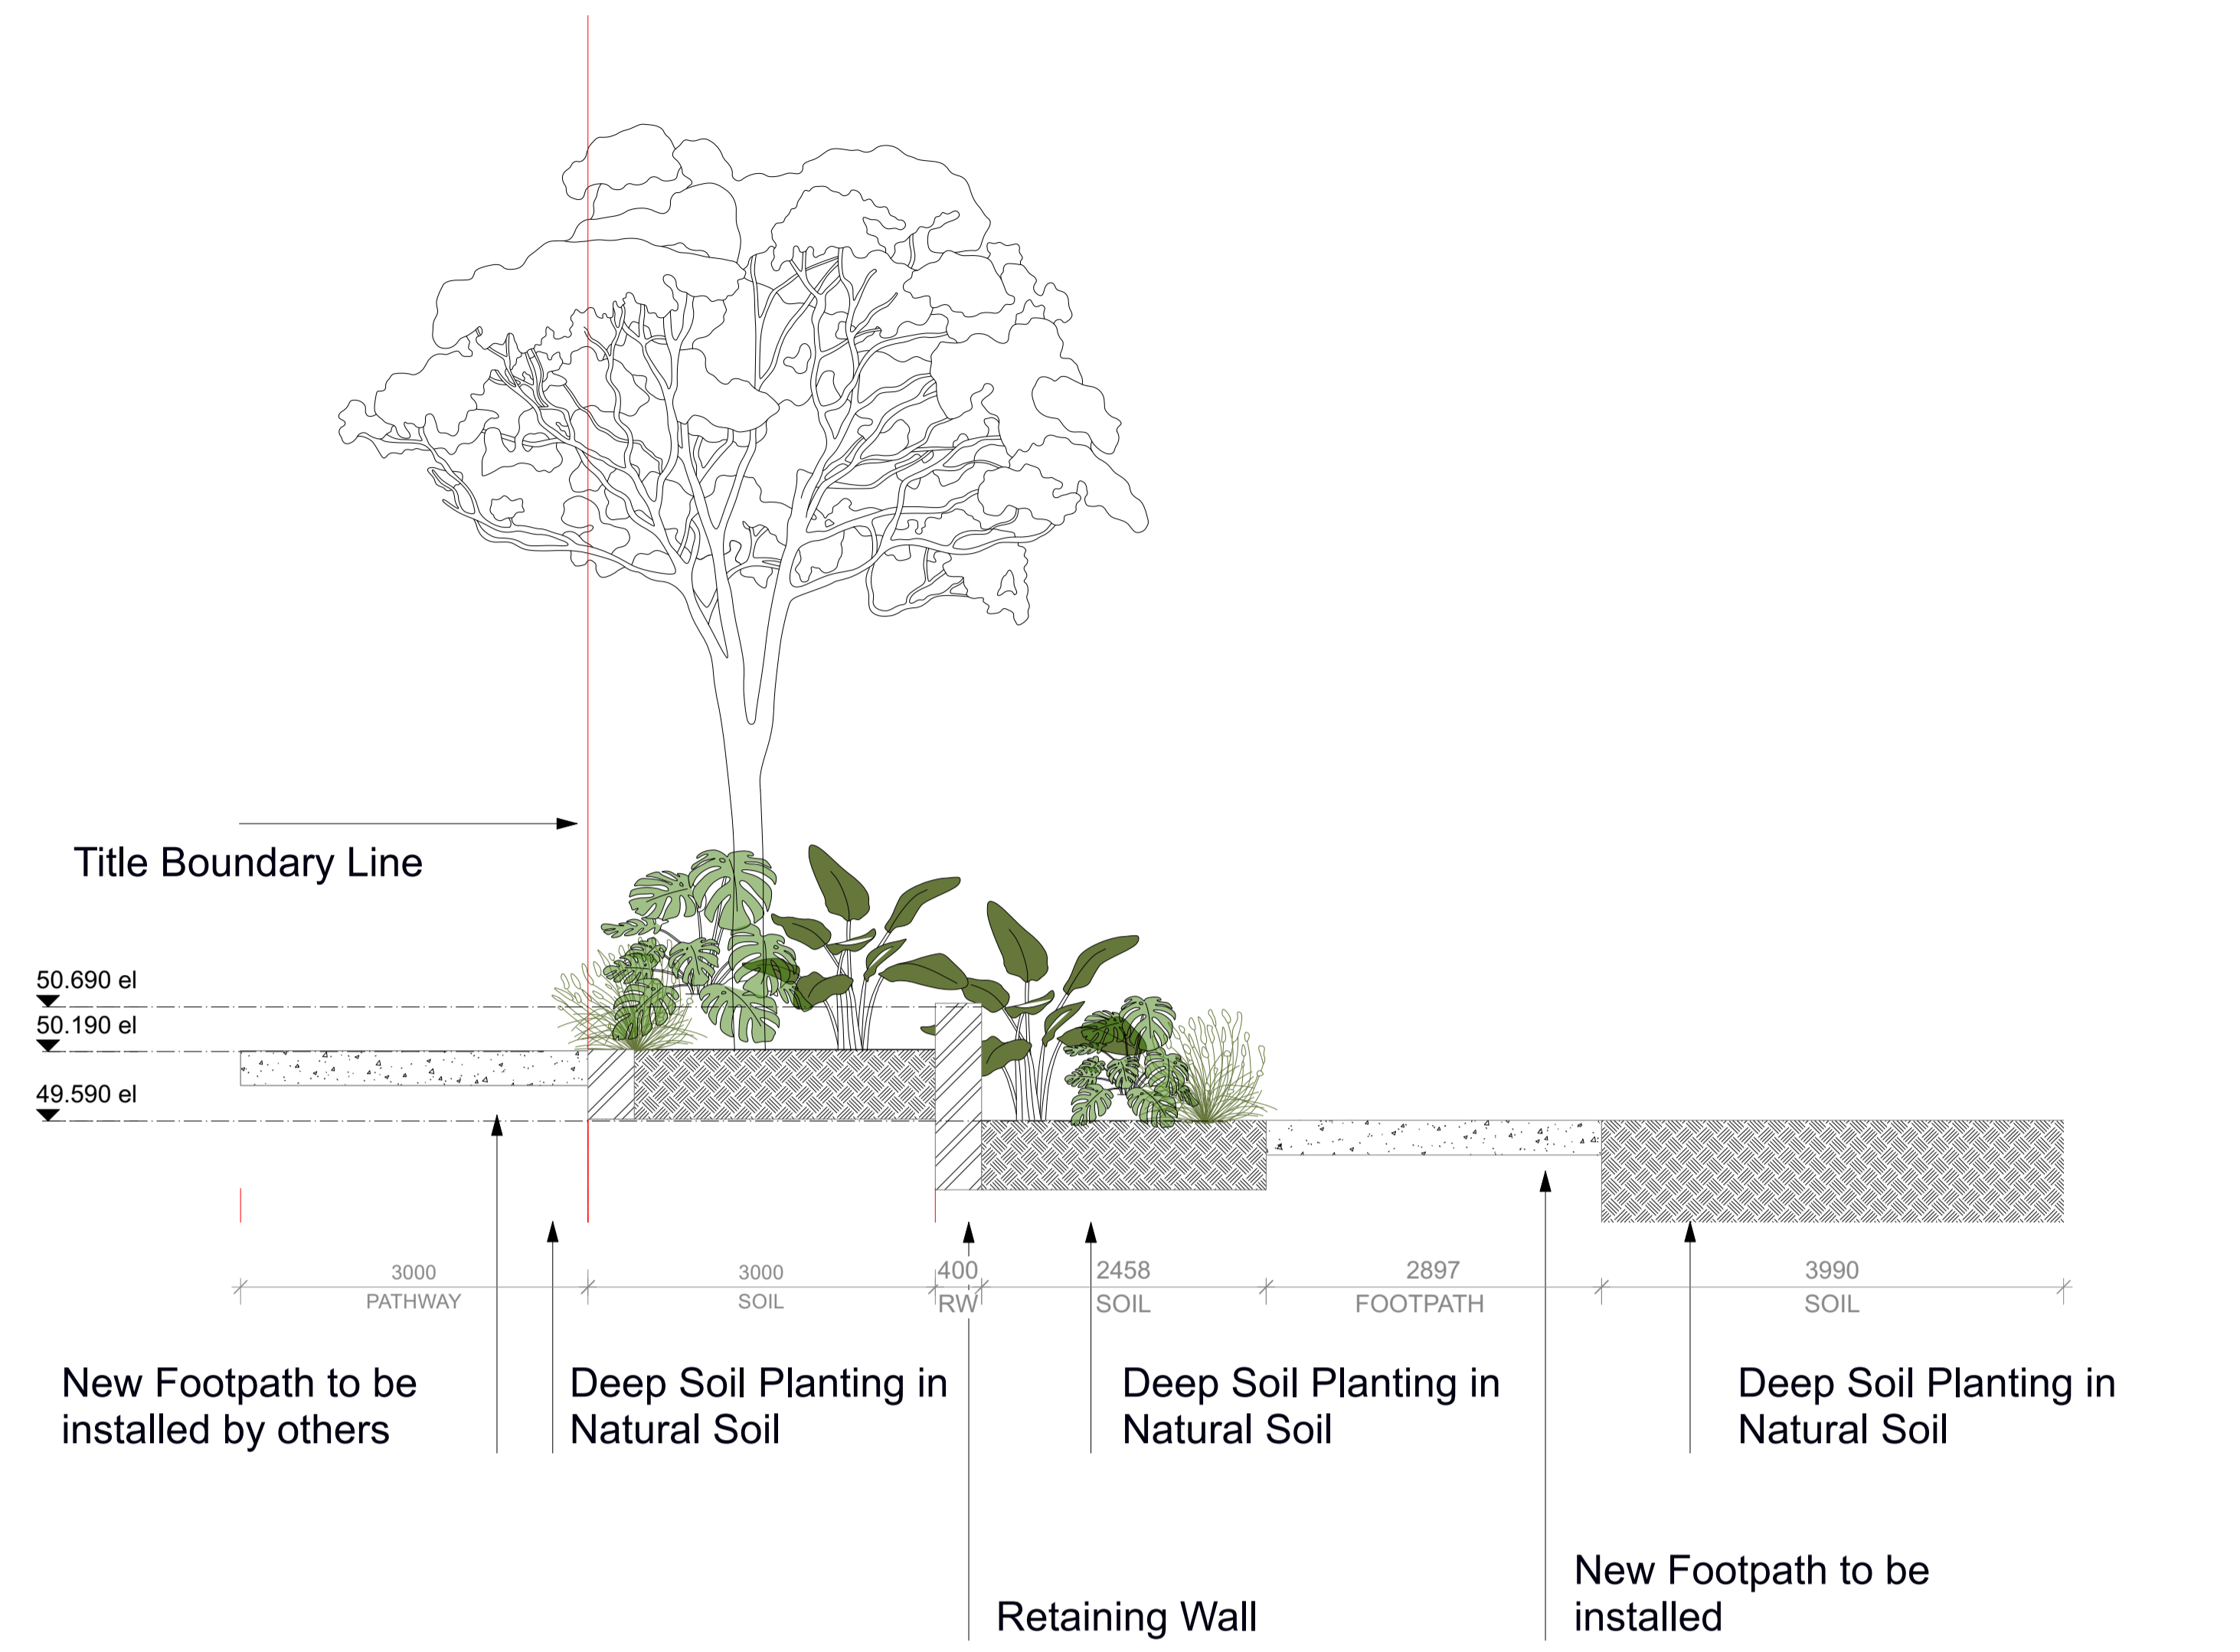 Title Boundary Line
50.690 el
50.190 el
49.590 el
3000
PATHWAY
3000
SOIL
400
RW
2458
SOIL
2897
FOOTPATH
3990
SOIL
New Footpath to be
installed by others
Deep Soil Planting in
Natural Soil
Deep Soil Planting in
Natural Soil
Deep Soil Planting in
Natural Soil
Retaining Wall
New Footpath to be
installed